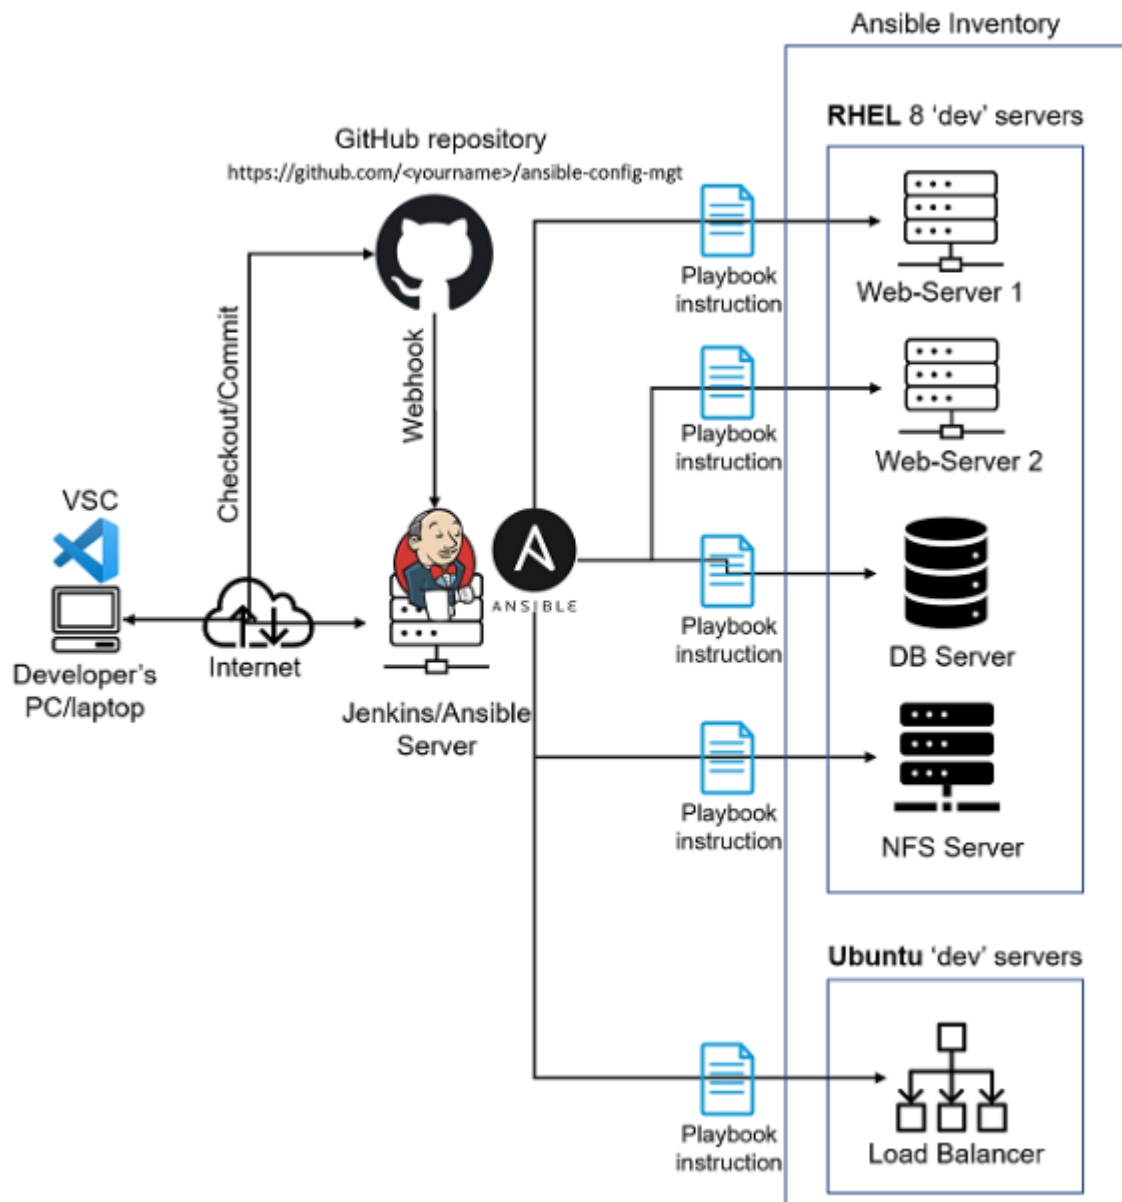 Ansible Inventory
RHEL 8 ‘dev’ servers
GitHub repository
https://github.com/<yourname>/ansible-config-mgt
Playbook
instruction
Web-Server 1
Checkout/Commit
Webhook
Playbook
instruction
Web-Server 2
VSC
ANSIBLE
Internet
Developer’s
PC/laptop
Jenkins/Ansible
Server
Playbook
instruction
DB Server
Playbook
instruction
NFS Server
Ubuntu ‘dev’ servers
Playbook
instruction
Load Balancer